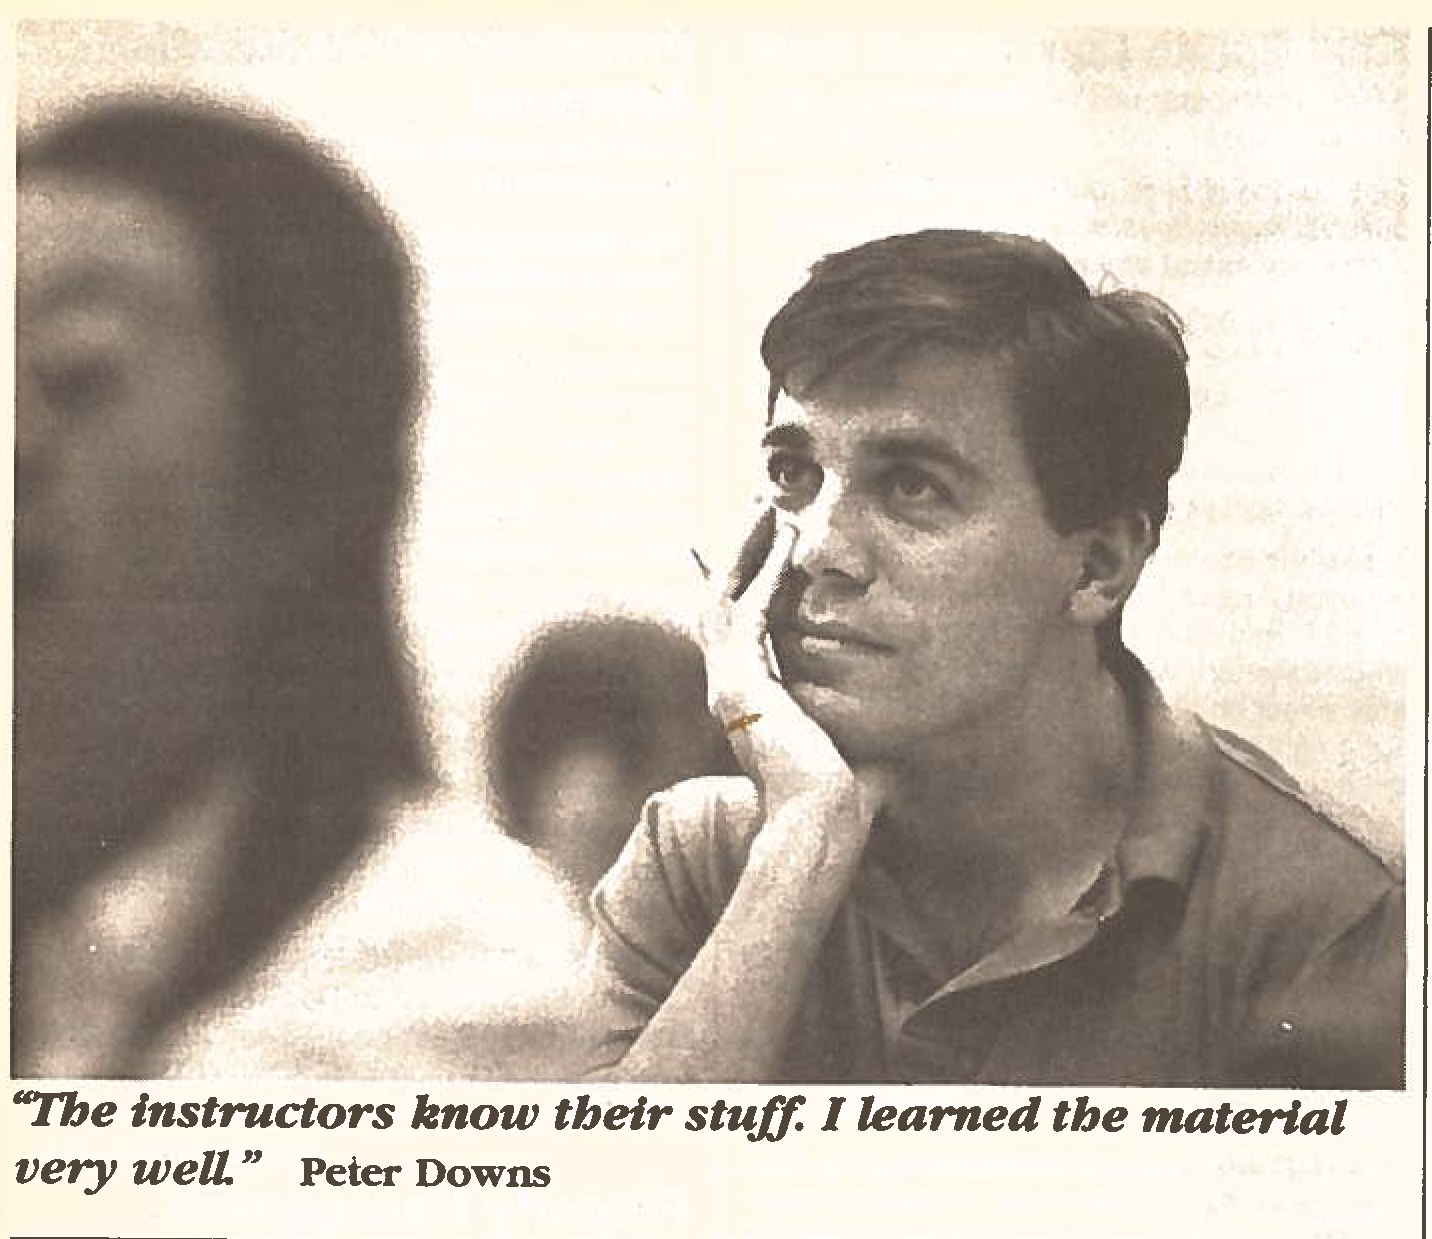 “The instructors know their stuff. I learned the material
very well.” Peter Downs